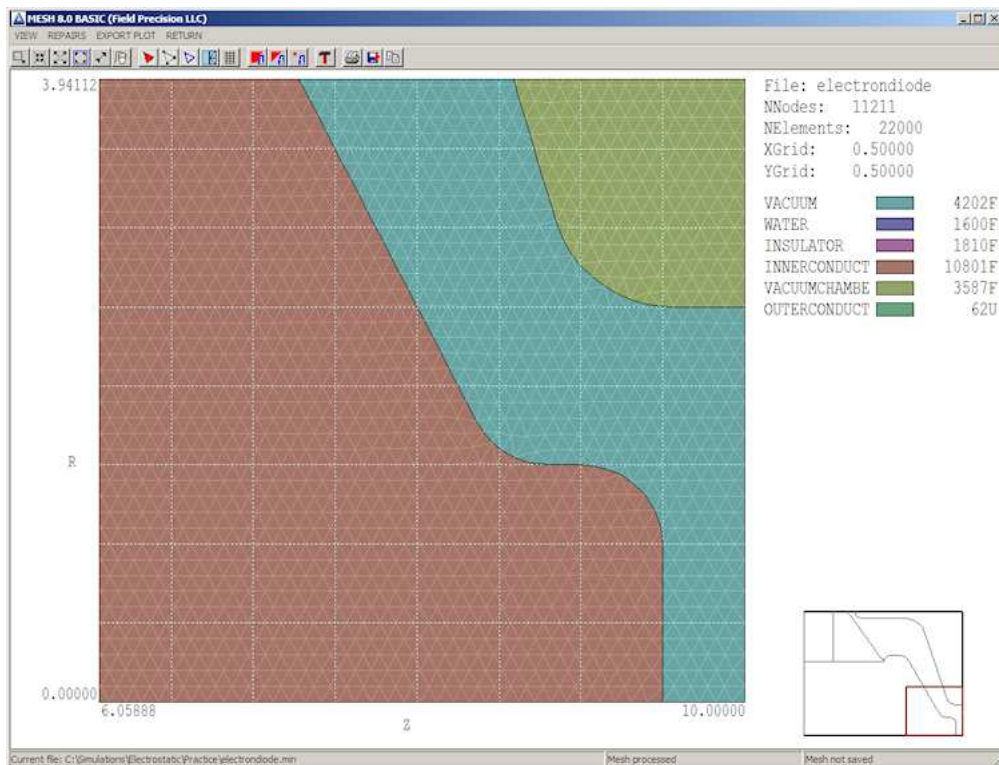 MESH 8.0 BASIC (Field Precision LLC)
VIEW REPAIRS EXPORT PLOT RETURN
3.94112
R
0.00000
6.05888
10.00000
Z
File: electrondiode
NNodes: 11211
NElements: 22000
XGrid: 0.50000
YGrid: 0.50000
VACUUM 4202F
WATER 1600F
INSULATOR 1810F
INNERCONDUCT 10801F
VACUUMCHAMBE 3587F
OUTERCONDUCT 62U
Current file: C:\Simulations\Electrostatic\Practice\electrondiode.min
Mesh processed
Mesh not saved